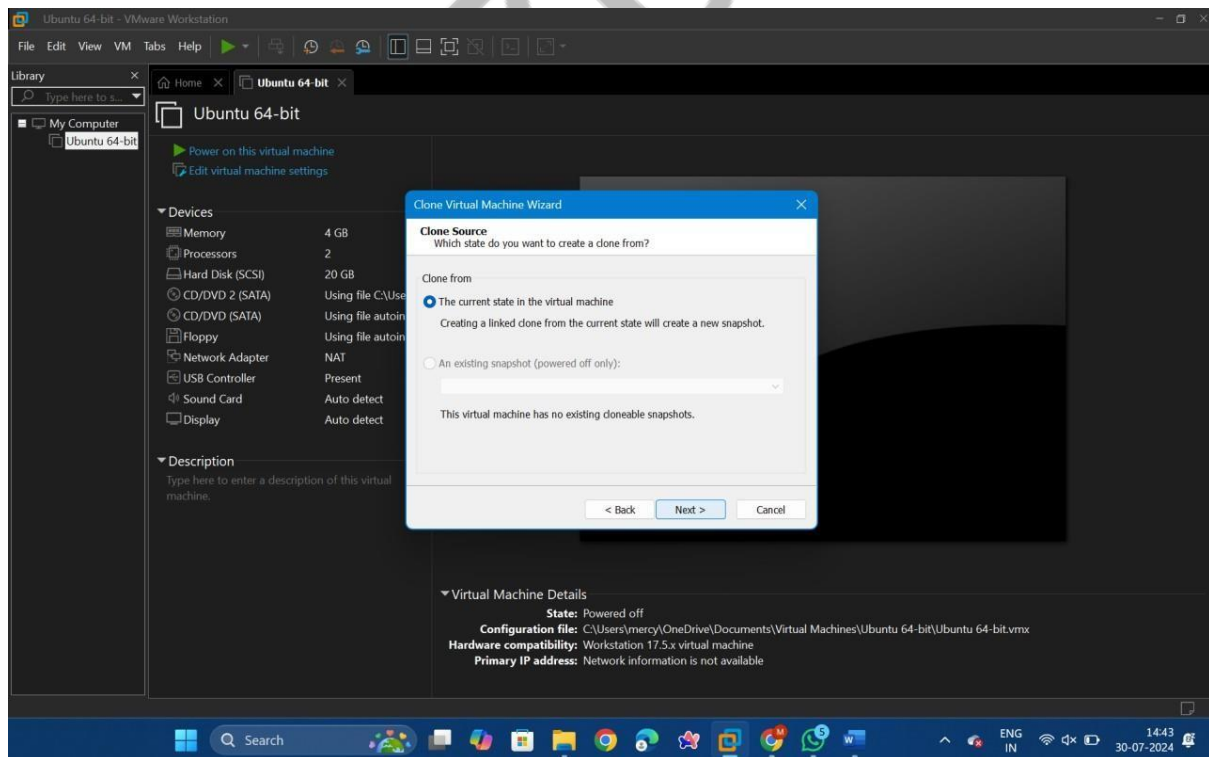 Ubuntu 64-bit - VMware Workstation
File Edit View VM Tabs Help
Library
Type here to s...
My Computer
Ubuntu 64-bit
Home
Ubuntu 64-bit
Ubuntu 64-bit
Power on this virtual machine
Edit virtual machine settings
Devices
Memory 4 GB
Processors 2
Hard Disk (SCSI) 20 GB
CD/DVD 2 (SATA) Using file C:\Use
CD/DVD (SATA) Using file autoin
Floppy Using file autoin
Network Adapter NAT
USB Controller Present
Sound Card Auto detect
Display Auto detect
Description
Type here to enter a description of this virtual
machine.
Clone Virtual Machine Wizard
Clone Source
Which state do you want to create a clone from?
Clone from
The current state in the virtual machine
Creating a linked clone from the current state will create a new snapshot.
An existing snapshot (powered off only):
This virtual machine has no existing cloneable snapshots.
< Back Next > Cancel
Virtual Machine Details
State: Powered off
Configuration file: C:\Users\mercy\OneDrive\Documents\Virtual Machines\Ubuntu 64-bit\Ubuntu 64-bit.vmx
Hardware compatibility: Workstation 17.5.x virtual machine
Primary IP address: Network information is not available
Search
ENG
IN
14:43
30-07-2024